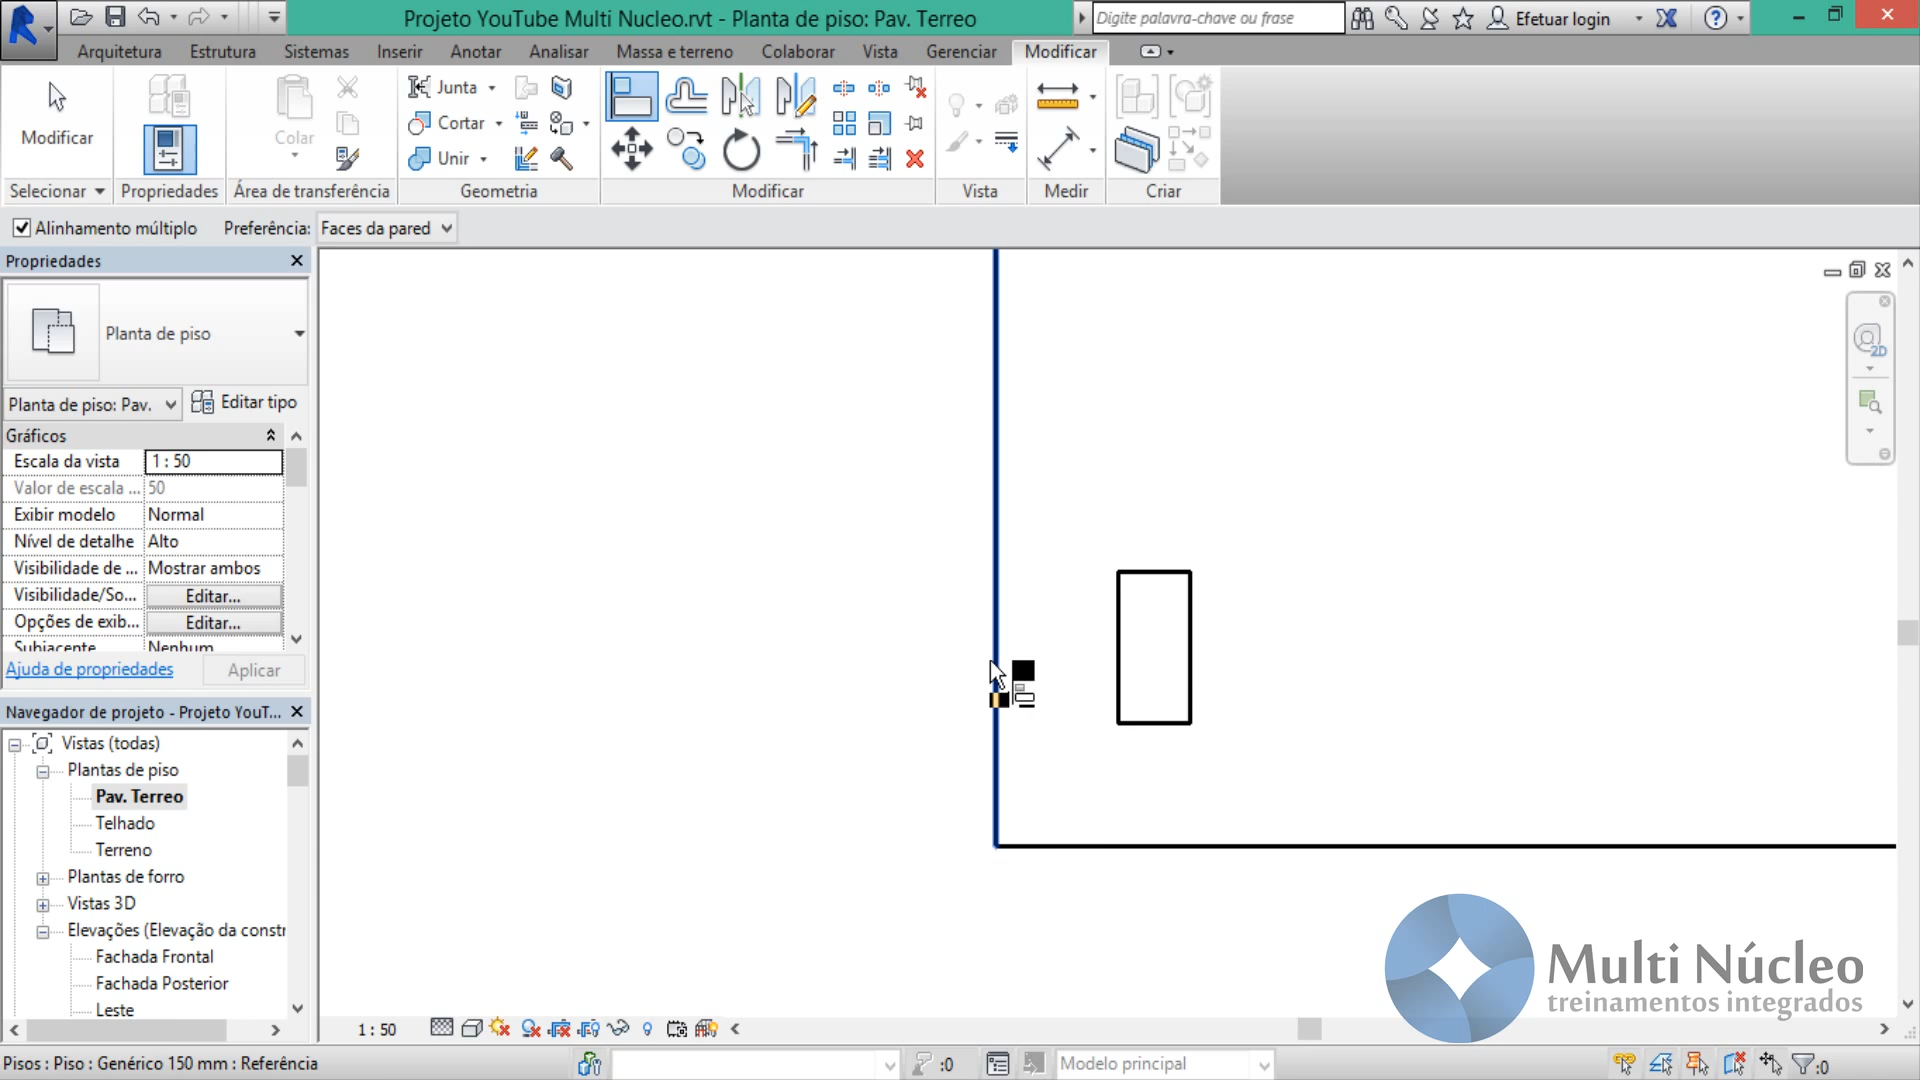 Projeto YouTube Multi Nucleo.rvt - Planta de piso: Pav. Terreo
Digite palavra-chave ou frase
Efetuar login
Arquitetura Estrutura Sistemas Inserir Anotar Analisar Massa e terreno Colaborar Vista Gerenciar Modificar
Modificar
Colar
Junta
Cortar
Unir
Selecionar Propriedades Área de transferência Geometria Modificar Vista Medir Criar
Alinhamento múltiplo Preferência: Faces da pared
Propriedades
Planta de piso
Planta de piso: Pav. Editar tipo
Gráficos
Escala da vista 1 : 50
Valor de escala ... 50
Exibir modelo Normal
Nível de detalhe Alto
Visibilidade de ... Mostrar ambos
Visibilidade/So... Editar...
Opções de exib... Editar...
Subjacente Nenhum
Ajuda de propriedades Aplicar
Navegador de projeto - Projeto YouT...
Vistas (todas)
Plantas de piso
Pav. Terreo
Telhado
Terreno
Plantas de forro
Vistas 3D
Elevações (Elevação da constr
Fachada Frontal
Fachada Posterior
Leste
2D
Multi Núcleo
treinamentos integrados
1 : 50
Pisos : Piso : Genérico 150 mm : Referência
:0
Modelo principal
:0